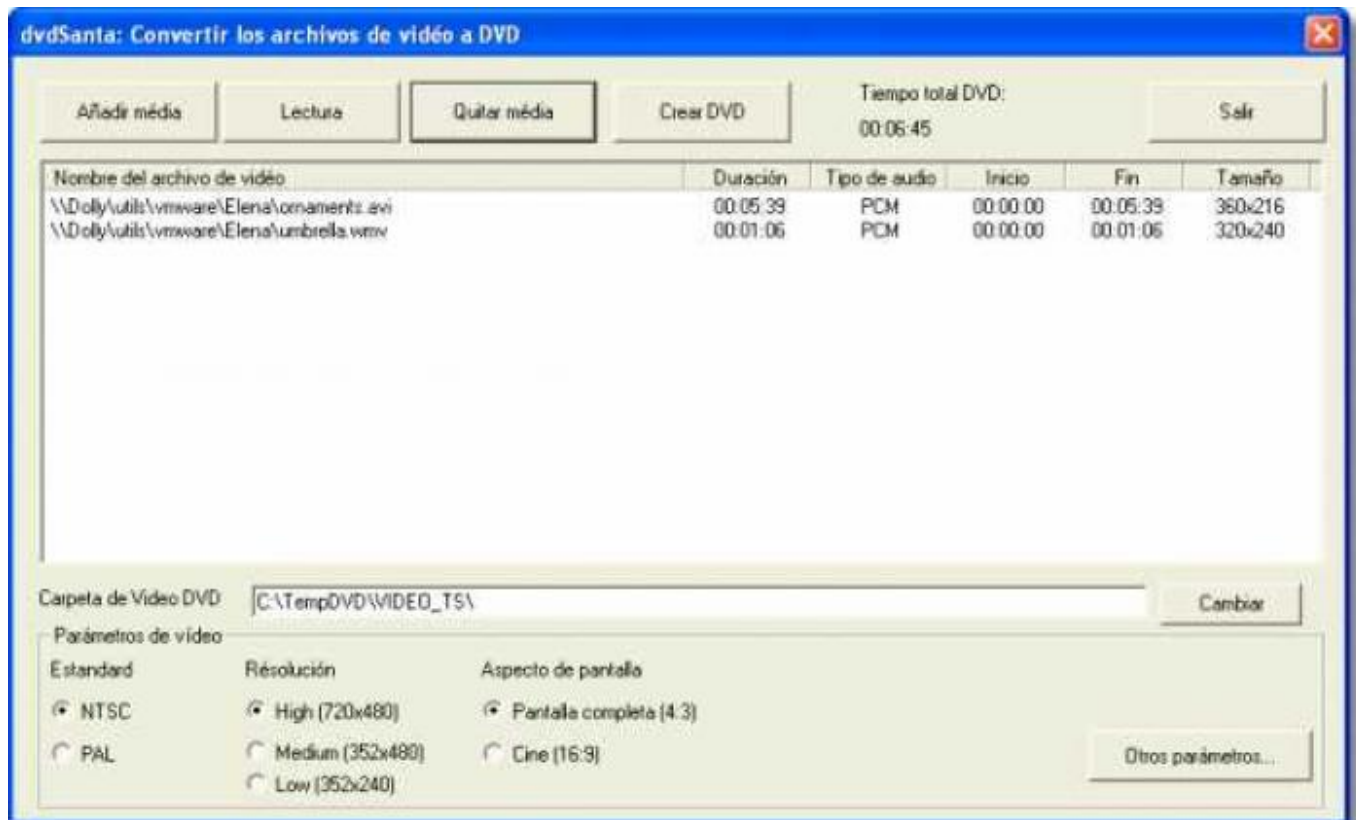 dvdSanta: Convertir los archivos de vidéo a DVD
Añadir média Lectura Quitar média Crear DVD Tiempo total DVD: Salir
00:06:45
Nombre del archivo de vidéo Duración Tipo de audio Inicio Fin Tamaño
\\Dolly\utils\vmware\Elena\ornaments.avi 00:05:39 PCM 00:00:00 00:05:39 360x216
\\Dolly\utils\vmware\Elena\umbrella.wmv 00:01:06 PCM 00:00:00 00:01:06 320x240
Carpeta de Video DVD C:\TempDVD\VIDEO_TS\ Cambiar
Parámetros de vídeo
Estandard Résolución Aspecto de pantalla
NTSC High (720x480) Pantalla completa (4:3)
PAL Medium (352x480) Cine (16:9) Otros parámetros...
Low (352x240)